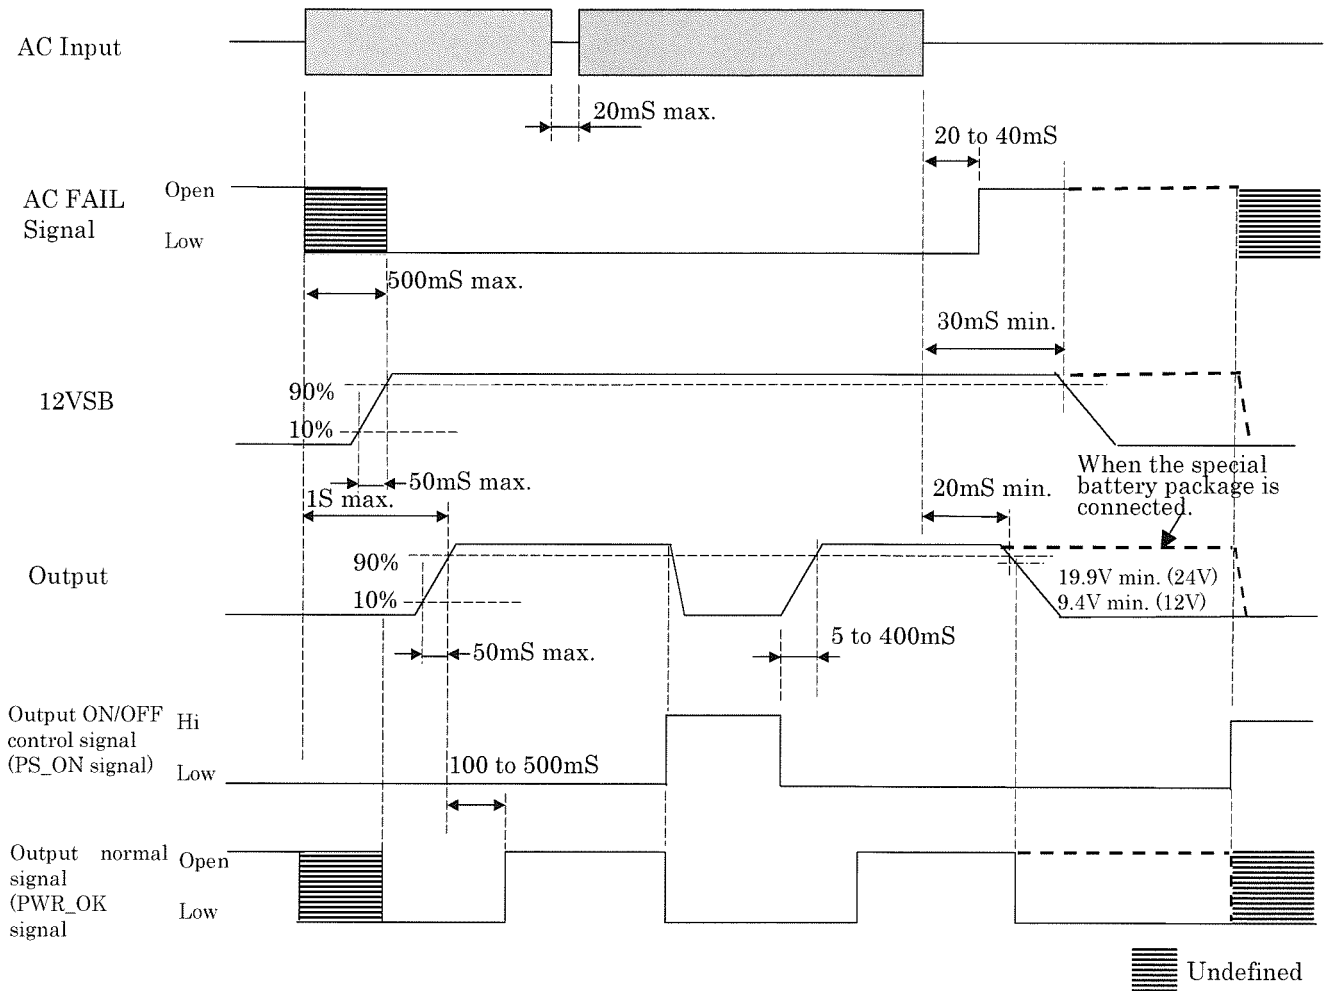 AC Input
20mS max.
20 to 40mS
AC FAIL
Signal
Open
Low
500mS max.
30mS min.
12VSB
90%
10%
50mS max.
1S max.
20mS min.
When the special
battery package is
connected.
Output
90%
10%
19.9V min. (24V)
9.4V min. (12V)
50mS max.
5 to 400mS
Output ON/OFF
control signal
(PS_ON signal)
Hi
Low
100 to 500mS
Output normal
signal
(PWR_OK
signal
Open
Low
Undefined